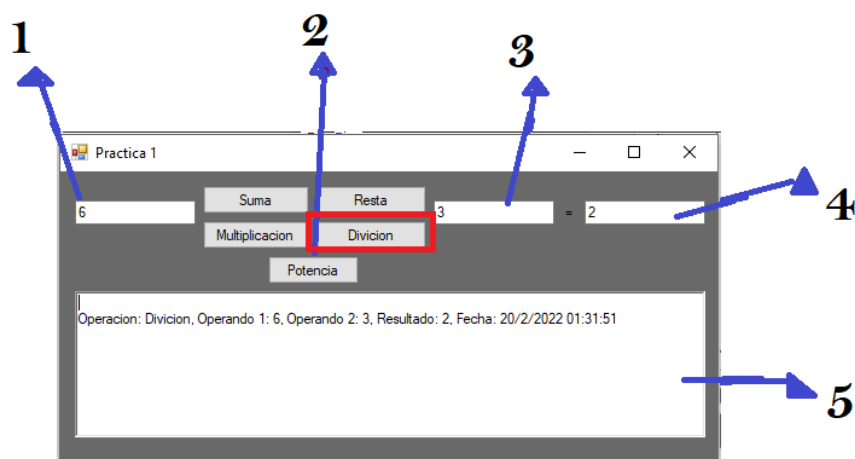 1
2
3
Practica 1
6
Suma
Resta
3
=
2
4
Multiplicacion
Divicion
Potencia
Operacion: Divicion, Operando 1: 6, Operando 2: 3, Resultado: 2, Fecha: 20/2/2022 01:31:51
5